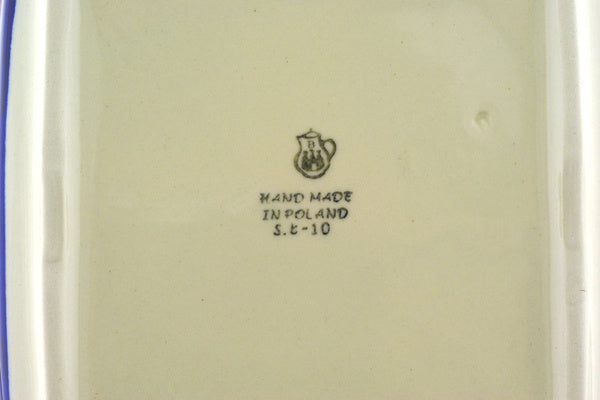 B
HAND MADE
IN POLAND
S.Ł-10